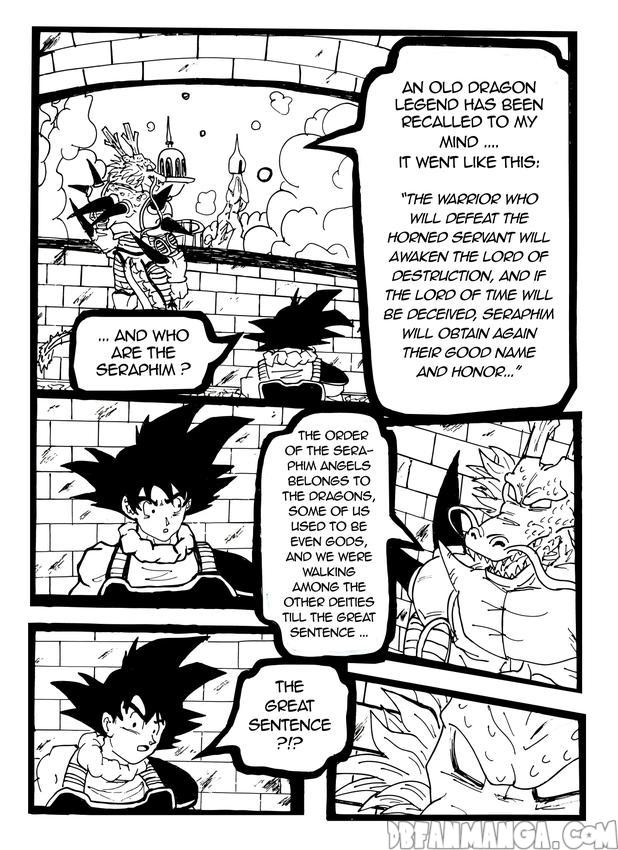 AN OLD DRAGON
LEGEND HAS BEEN
RECALLED TO MY
MIND ....
IT WENT LIKE THIS:
"THE WARRIOR WHO
WILL DEFEAT THE
HORNED SERVANT WILL
AWAKEN THE LORD OF
DESTRUCTION, AND IF
THE LORD OF TIME WILL
BE DECEIVED, SERAPHIM
WILL OBTAIN AGAIN
THEIR GOOD NAME
AND HONOR..."
... AND WHO
ARE THE
SERAPHIM ?
THE ORDER
OF THE SERA-
PHIM ANGELS
BELONGS TO
THE DRAGONS,
SOME OF US
USED TO BE
EVEN GODS,
AND WE WERE
WALKING
AMONG THE
OTHER DEITIES
TILL THE GREAT
SENTENCE ...
THE
GREAT
SENTENCE
?!?
DBFANMANGA.COM